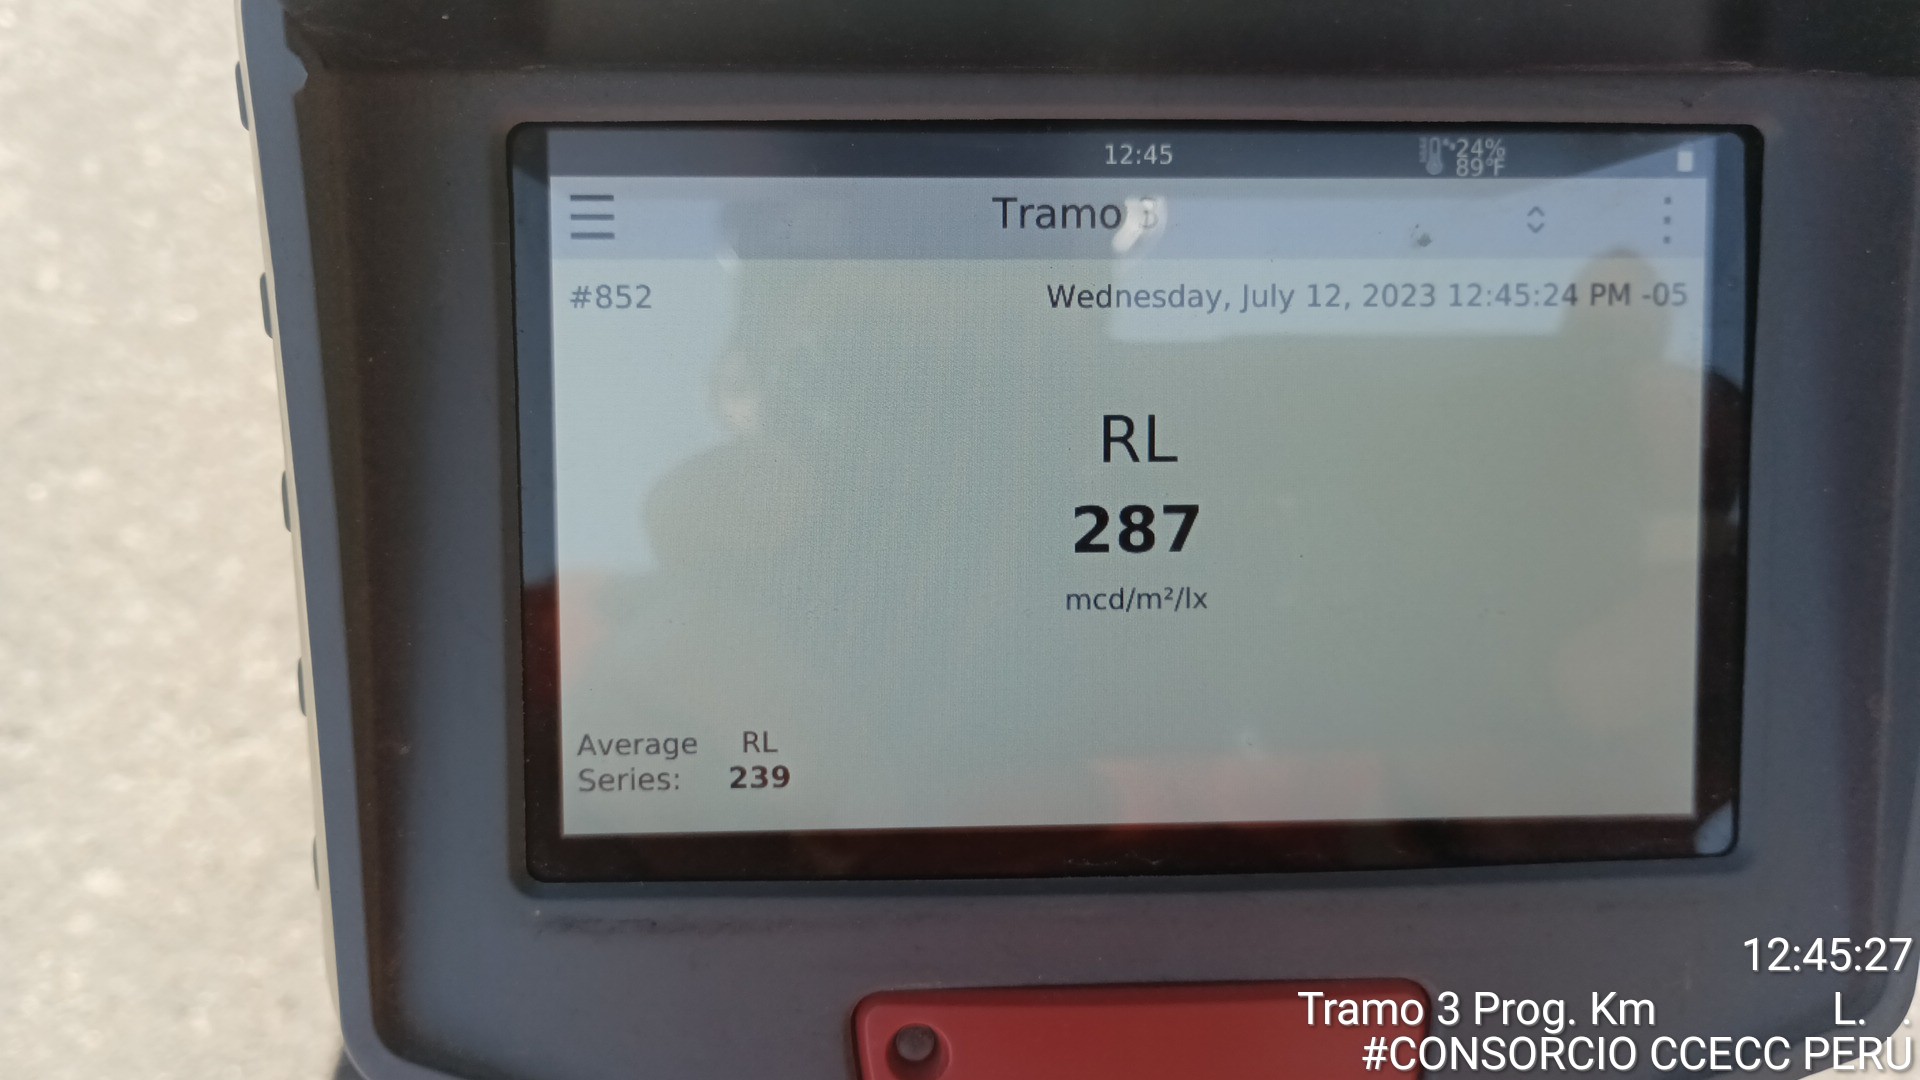 12:45
24%
89°F
Tramo 3
#852
Wednesday, July 12, 2023 12:45:24 PM -05
RL
287
mcd/m²/lx
Average RL
Series: 239
12:45:27
Tramo 3 Prog. Km L. .
#CONSORCIO CCECC PERU